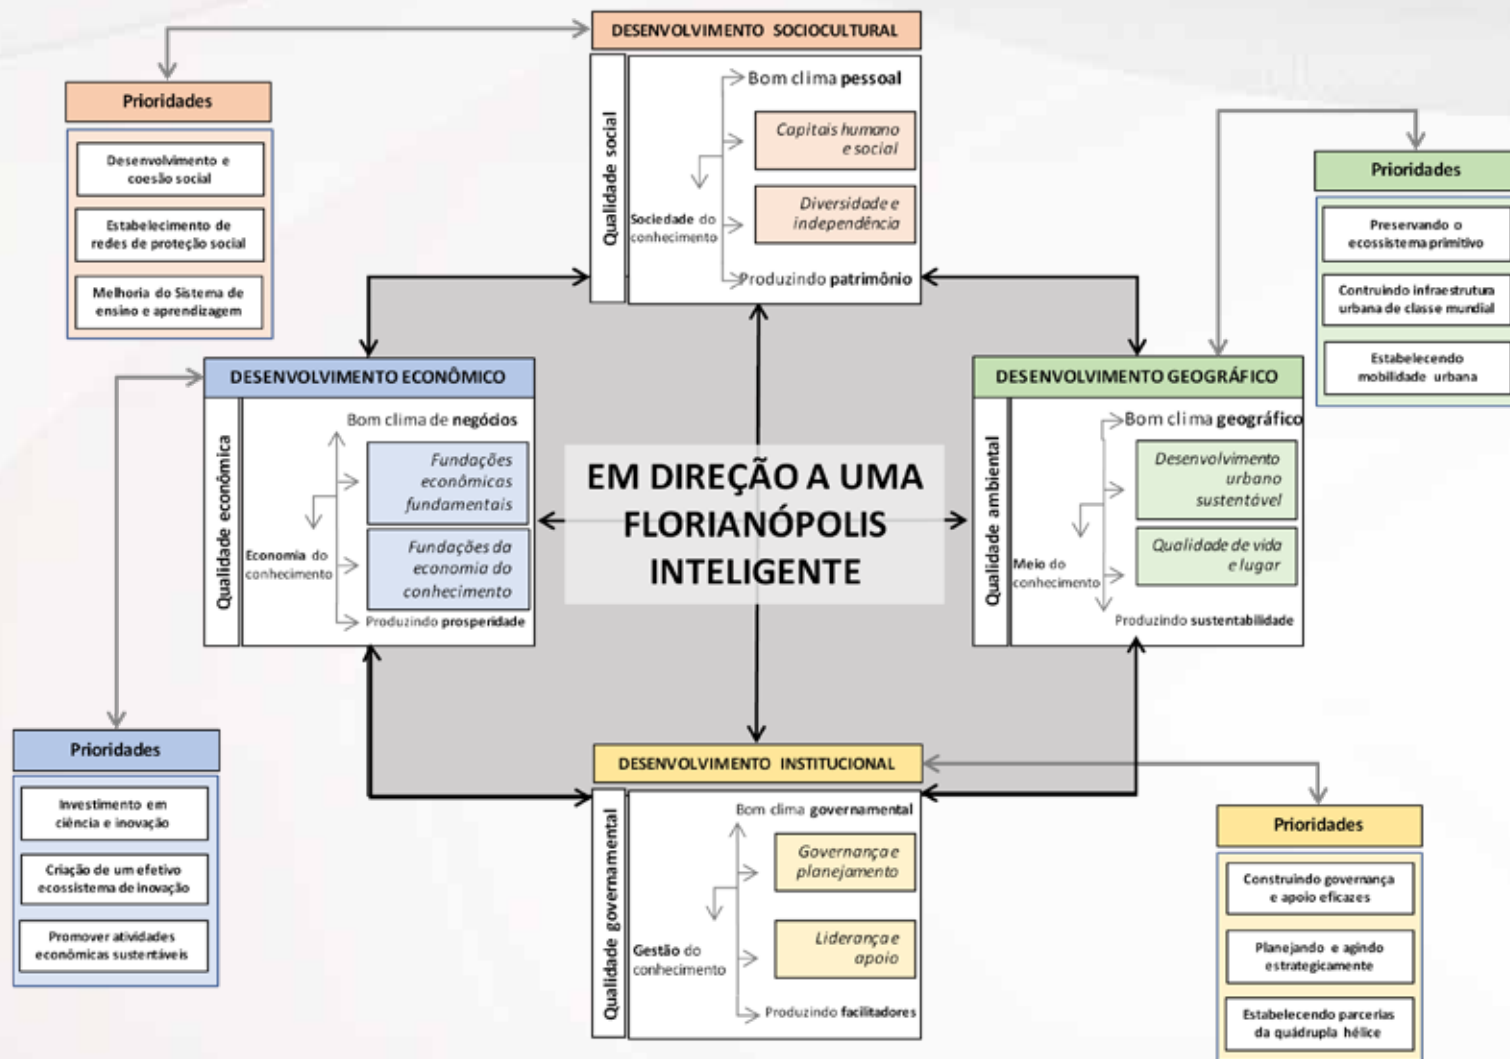 DESENVOLVIMENTO SOCIOCULTURAL
Qualidade social
Bom clima pessoal
Capitais humano
e social
Diversidade e
independência
Sociedade do
conhecimento
Produzindo patrimônio
Prioridades
Desenvolvimento e
coesão social
Estabelecimento de
redes de proteção social
Melhoria do Sistema de
ensino e aprendizagem
Prioridades
Preservando o
ecossistema primitivo
Contruindo infraestrutura
urbana de classe mundial
Estabelecendo
mobilidade urbana
DESENVOLVIMENTO ECONÔMICO
Qualidade econômica
Bom clima de negócios
Fundações
econômicas
fundamentais
Fundações da
economia do
conhecimento
Economia do
conhecimento
Produzindo prosperidade
EM DIREÇÃO A UMA
FLORIANÓPOLIS
INTELIGENTE
DESENVOLVIMENTO GEOGRÁFICO
Qualidade ambiental
Bom clima geográfico
Desenvolvimento
urbano
sustentável
Qualidade de vida
e lugar
Meio do
conhecimento
Produzindo sustentabilidade
Prioridades
Investimento em
ciência e inovação
Criação de um efetivo
ecossistema de inovação
Promover atividades
econômicas sustentáveis
DESENVOLVIMENTO INSTITUCIONAL
Qualidade governamental
Bom clima governamental
Governança e
planejamento
Liderança e
apoio
Gestão do
conhecimento
Produzindo facilitadores
Prioridades
Construindo governança
e apoio eficazes
Planejando e agindo
estrategicamente
Estabelecendo parcerias
da quádrupla hélice